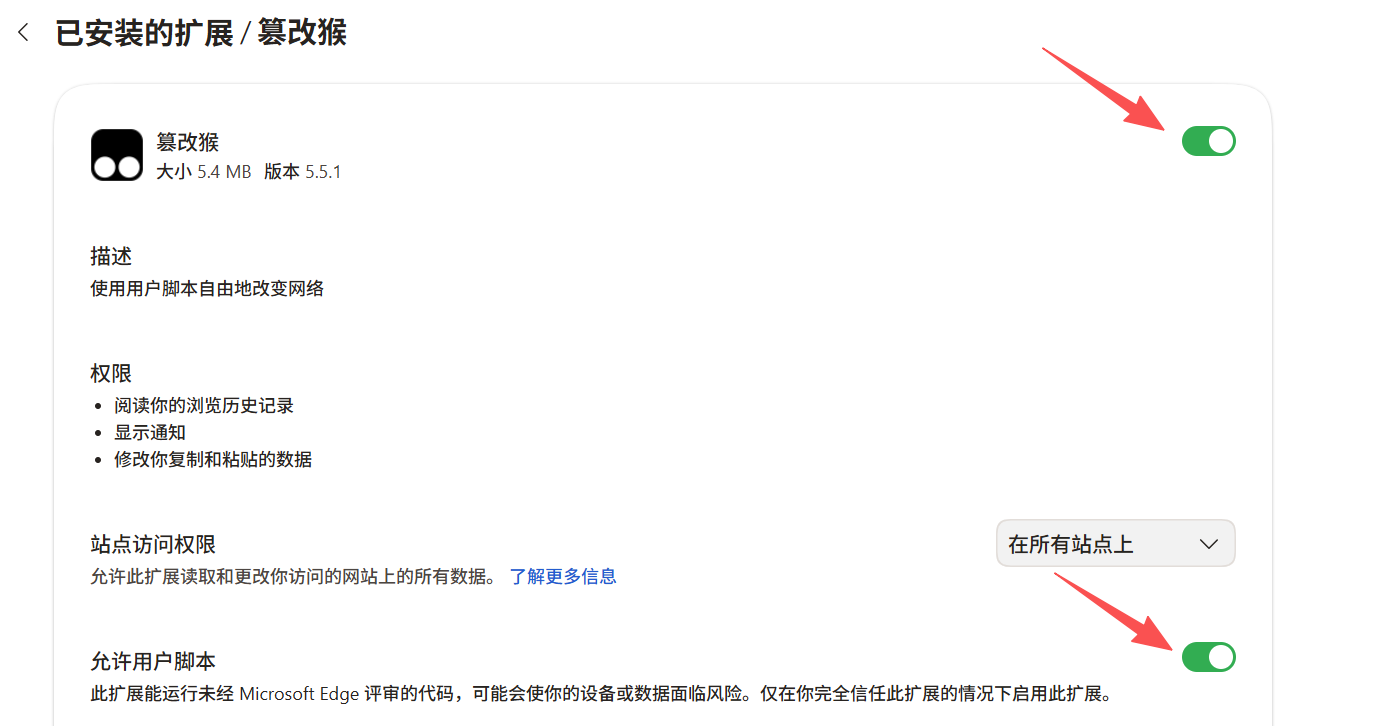 已安装的扩展 / 篡改猴
篡改猴
大小 5.4 MB 版本 5.5.1
描述
使用用户脚本自由地改变网络
权限
• 阅读你的浏览历史记录
• 显示通知
• 修改你复制和粘贴的数据
站点访问权限
在所有站点上
允许此扩展读取和更改你访问的网站上的所有数据。 了解更多信息
允许用户脚本
此扩展能运行未经 Microsoft Edge 评审的代码，可能会使你的设备或数据面临风险。仅在你完全信任此扩展的情况下启用此扩展。